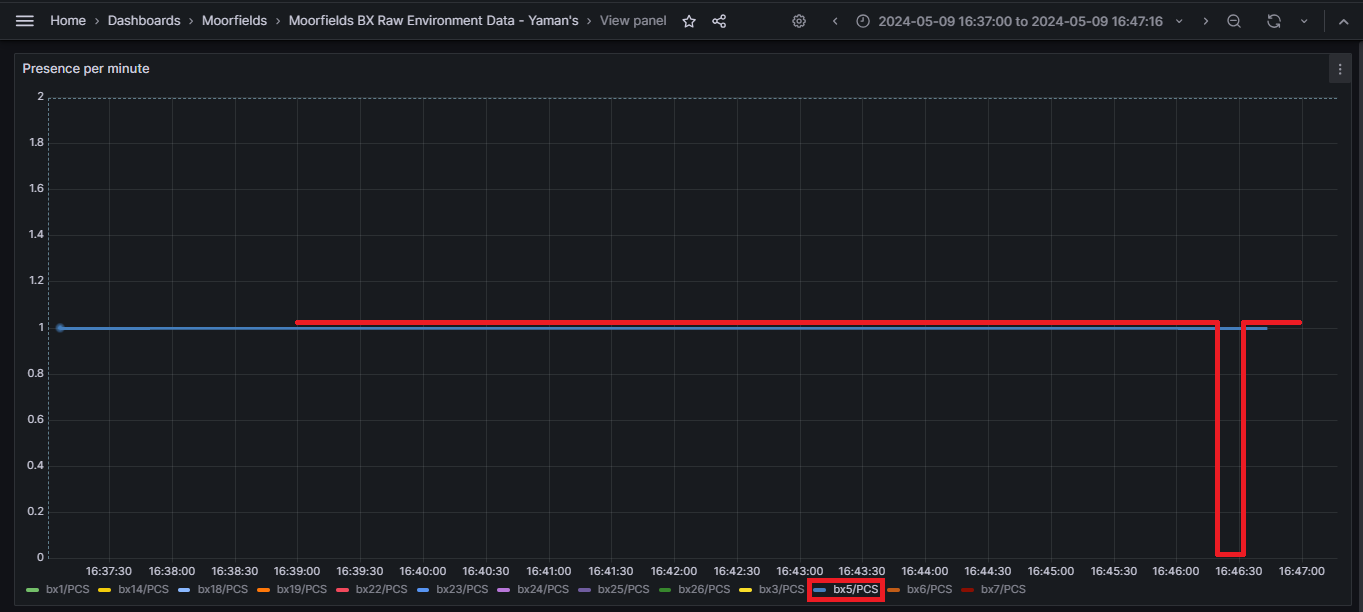 Home › Dashboards › Moorfields › Moorfields BX Raw Environment Data - Yaman's › View panel 2024-05-09 16:37:00 to 2024-05-09 16:47:16
Presence per minute
2
1.8
1.6
1.4
1.2
1
0.8
0.6
0.4
0.2
0
16:37:30 16:38:00 16:38:30 16:39:00 16:39:30 16:40:00 16:40:30 16:41:00 16:41:30 16:42:00 16:42:30 16:43:00 16:43:30 16:44:00 16:44:30 16:45:00 16:45:30 16:46:00 16:46:30 16:47:00
bx1/PCS bx14/PCS bx18/PCS bx19/PCS bx22/PCS bx23/PCS bx24/PCS bx25/PCS bx26/PCS bx3/PCS bx5/PCS bx6/PCS bx7/PCS